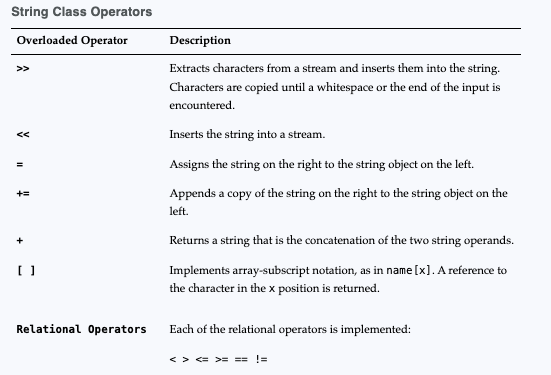 String Class Operators
Overloaded Operator Description
>> Extracts characters from a stream and inserts them into the string.
Characters are copied until a whitespace or the end of the input is
encountered.
<< Inserts the string into a stream.
= Assigns the string on the right to the string object on the left.
+= Appends a copy of the string on the right to the string object on the
left.
+ Returns a string that is the concatenation of the two string operands.
[ ] Implements array-subscript notation, as in name[x]. A reference to
the character in the x position is returned.
Relational Operators Each of the relational operators is implemented:
< > <= >= == !=